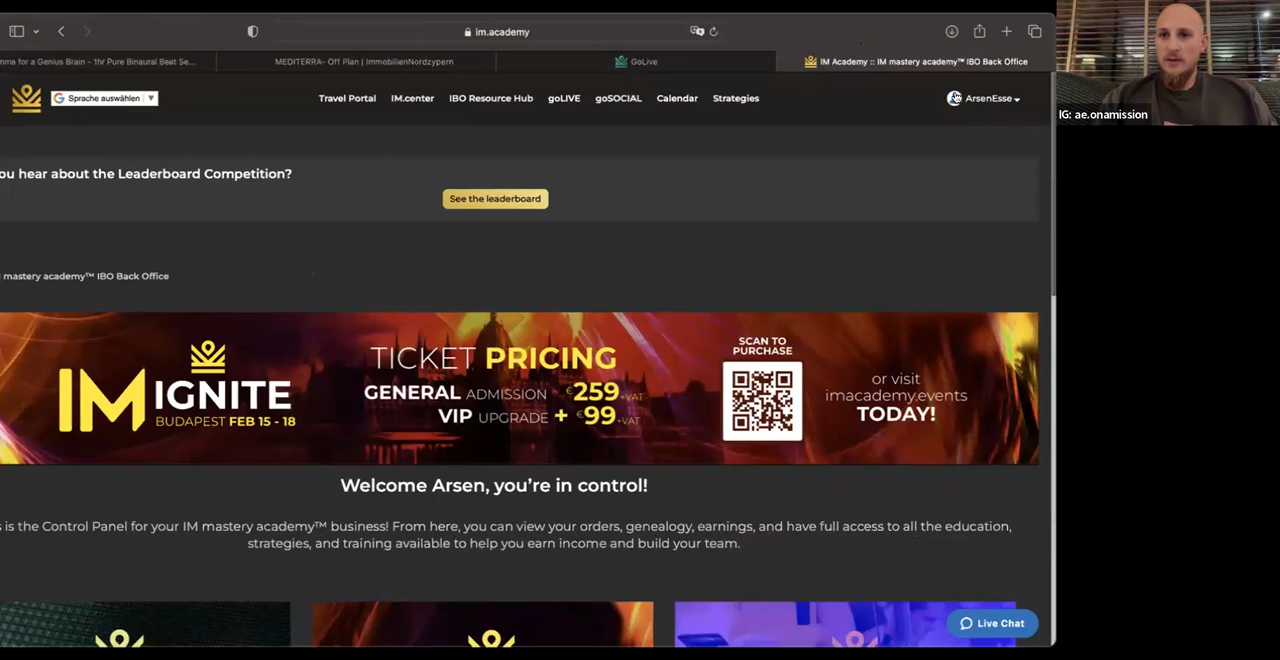 im.academy
mma for a Genius Brain - 1hr Pure Binaural Beat Se...
MEDITERRA- Off Plan | ImmobilienNordzypern
GoLive
IM Academy :: IM mastery academy™ IBO Back Office
G Sprache auswählen ▼
Travel Portal
IM.center
IBO Resource Hub
goLIVE
goSOCIAL
Calendar
Strategies
ArsenEsse
IG: ae.onamission
ou hear about the Leaderboard Competition?
See the leaderboard
mastery academy™ IBO Back Office
IM IGNITE
BUDAPEST FEB 15 - 18
TICKET PRICING
GENERAL ADMISSION €259 +VAT
VIP UPGRADE + €99 +VAT
SCAN TO
PURCHASE
or visit
imacademy.events
TODAY!
Welcome Arsen, you're in control!
s is the Control Panel for your IM mastery academy™ business! From here, you can view your orders, genealogy, earnings, and have full access to all the education,
strategies, and training available to help you earn income and build your team.
Live Chat